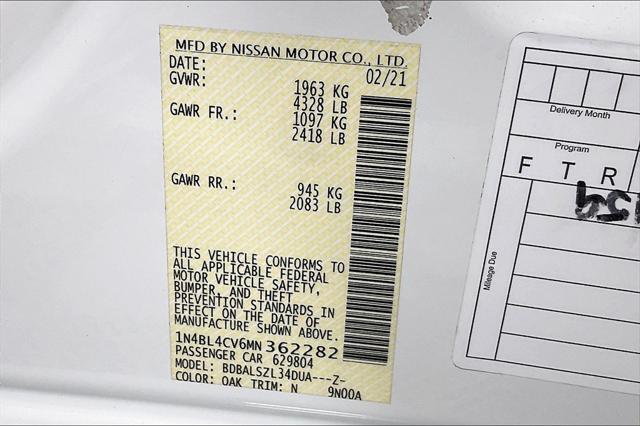 MFD BY NISSAN MOTOR CO., LTD.
DATE: 02/21
GVWR: 1963 KG
4328 LB
GAWR FR.: 1097 KG
2418 LB
GAWR RR.: 945 KG
2083 LB
THIS VEHICLE CONFORMS TO
ALL APPLICABLE FEDERAL
MOTOR VEHICLE SAFETY,
BUMPER, AND THEFT
PREVENTION STANDARDS IN
EFFECT ON THE DATE OF
MANUFACTURE SHOWN ABOVE.
1N4BL4CV6MN362282
PASSENGER CAR 629804
MODEL: BDBALSZL34DUA---Z-
COLOR: OAK TRIM: N 9N00A
Delivery Month
Program
F T R
Mileage Due